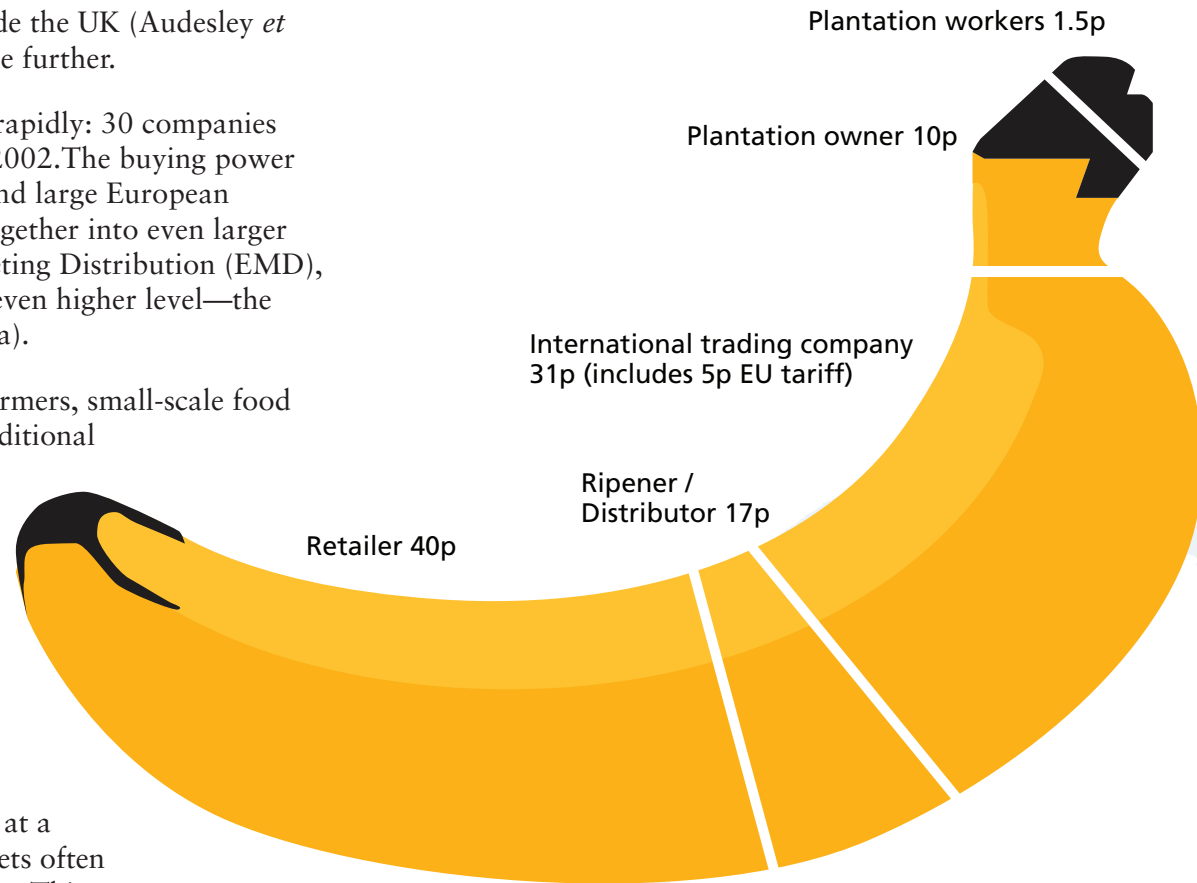 de the UK (Audesley et
e further.
rapidly: 30 companies
2002.The buying power
nd large European
gether into even larger
eting Distribution (EMD),
even higher level—the
a).
rmers, small-scale food
ditional
at a
ets often
Plantation workers 1.5p
Plantation owner 10p
International trading company
31p (includes 5p EU tariff)
Ripener /
Distributor 17p
Retailer 40p